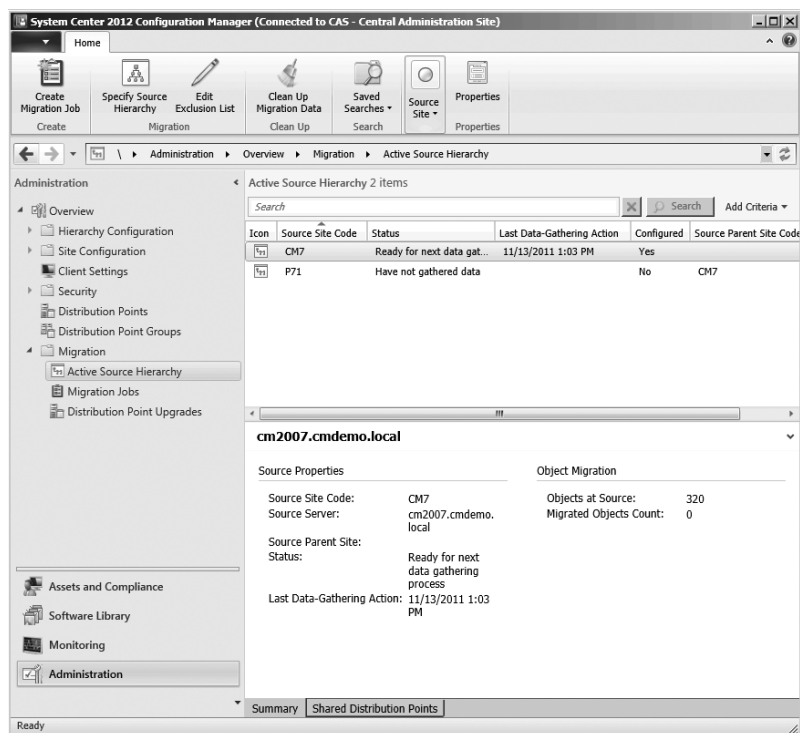 System Center 2012 Configuration Manager (Connected to CAS - Central Administration Site)
Home
Create Migration Job
Specify Source Hierarchy
Edit Exclusion List
Clean Up Migration Data
Saved Searches
Source Site
Properties
Create
Migration
Clean Up
Search
Properties
\ Administration Overview Migration Active Source Hierarchy
Administration
Overview
Hierarchy Configuration
Site Configuration
Client Settings
Security
Distribution Points
Distribution Point Groups
Migration
Active Source Hierarchy
Migration Jobs
Distribution Point Upgrades
Assets and Compliance
Software Library
Monitoring
Administration
Active Source Hierarchy 2 items
Search
Search
Add Criteria
Icon Source Site Code Status Last Data-Gathering Action Configured Source Parent Site Code
CM7 Ready for next data gat... 11/13/2011 1:03 PM Yes
P71 Have not gathered data No CM7
cm2007.cmdemo.local
Source Properties
Source Site Code: CM7
Source Server: cm2007.cmdemo.
local
Source Parent Site:
Status: Ready for next
data gathering
process
Last Data-Gathering Action: 11/13/2011 1:03
PM
Object Migration
Objects at Source: 320
Migrated Objects Count: 0
Summary
Shared Distribution Points
Ready